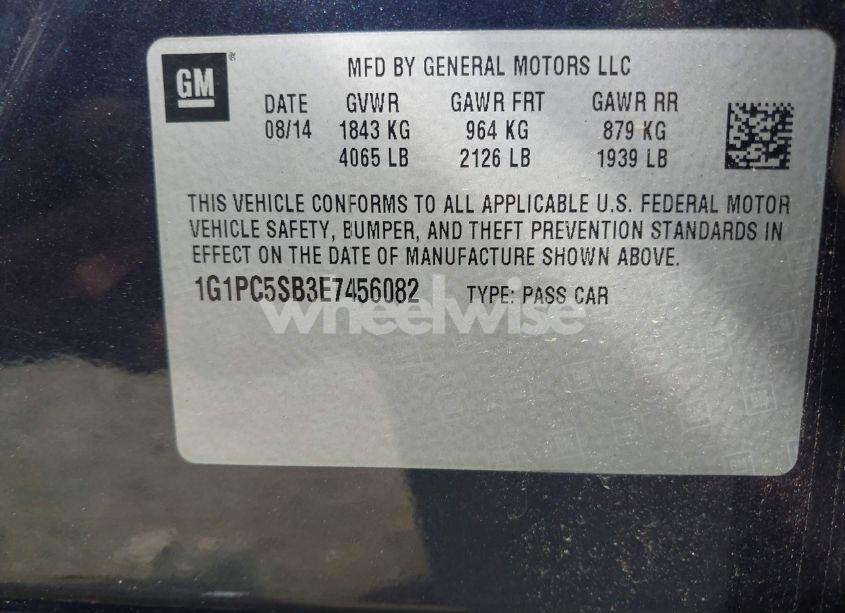 GM®
MFD BY GENERAL MOTORS LLC
DATE GVWR GAWR FRT GAWR RR
08/14 1843 KG 964 KG 879 KG
4065 LB 2126 LB 1939 LB
THIS VEHICLE CONFORMS TO ALL APPLICABLE U.S. FEDERAL MOTOR
VEHICLE SAFETY, BUMPER, AND THEFT PREVENTION STANDARDS IN
EFFECT ON THE DATE OF MANUFACTURE SHOWN ABOVE.
1G1PC5SB3E7456082 TYPE: PASS CAR
wheelwise